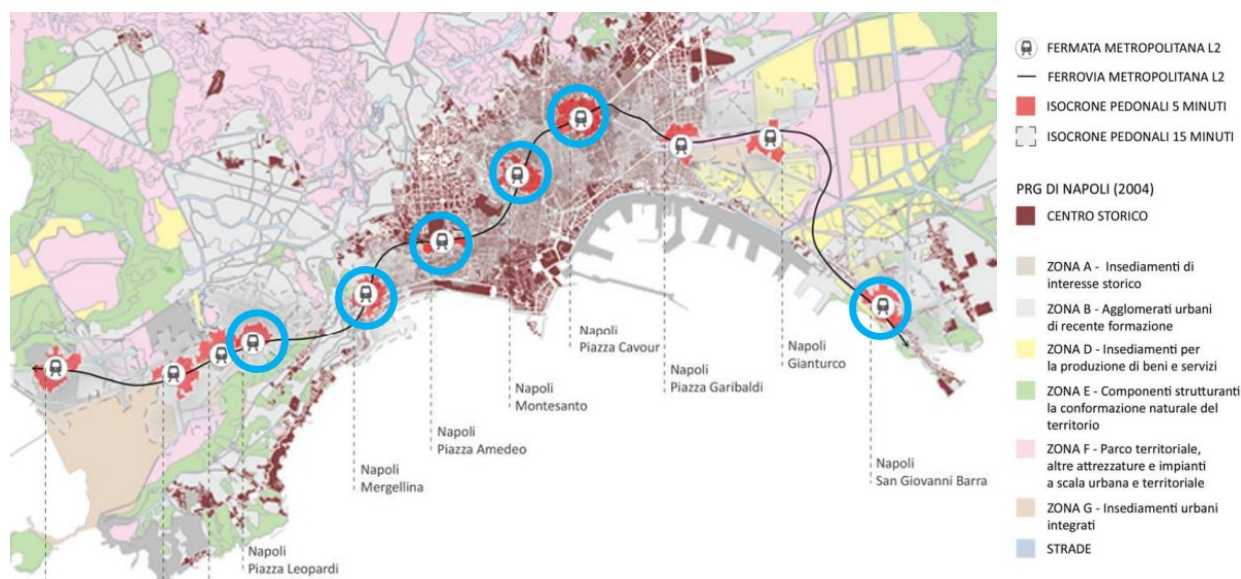 FERMATA METROPOLITANA L2
FERROVIA METROPOLITANA L2
ISOCRONE PEDONALI 5 MINUTI
ISOCRONE PEDONALI 15 MINUTI
PRG DI NAPOLI (2004)
CENTRO STORICO
ZONA A - Insediamenti di
interesse storico
ZONA B - Agglomerati urbani
di recente formazione
ZONA D - Insediamenti per
la produzione di beni e servizi
ZONA E - Componenti strutturanti
la conformazione naturale del
territorio
ZONA F - Parco territoriale,
altre attrezzature e impianti
a scala urbana e territoriale
ZONA G - Insediamenti urbani
integrati
STRADE
Napoli
Piazza Leopardi
Napoli
Mergellina
Napoli
Piazza Amedeo
Napoli
Montesanto
Napoli
Piazza Cavour
Napoli
Piazza Garibaldi
Napoli
Gianturco
Napoli
San Giovanni Barra